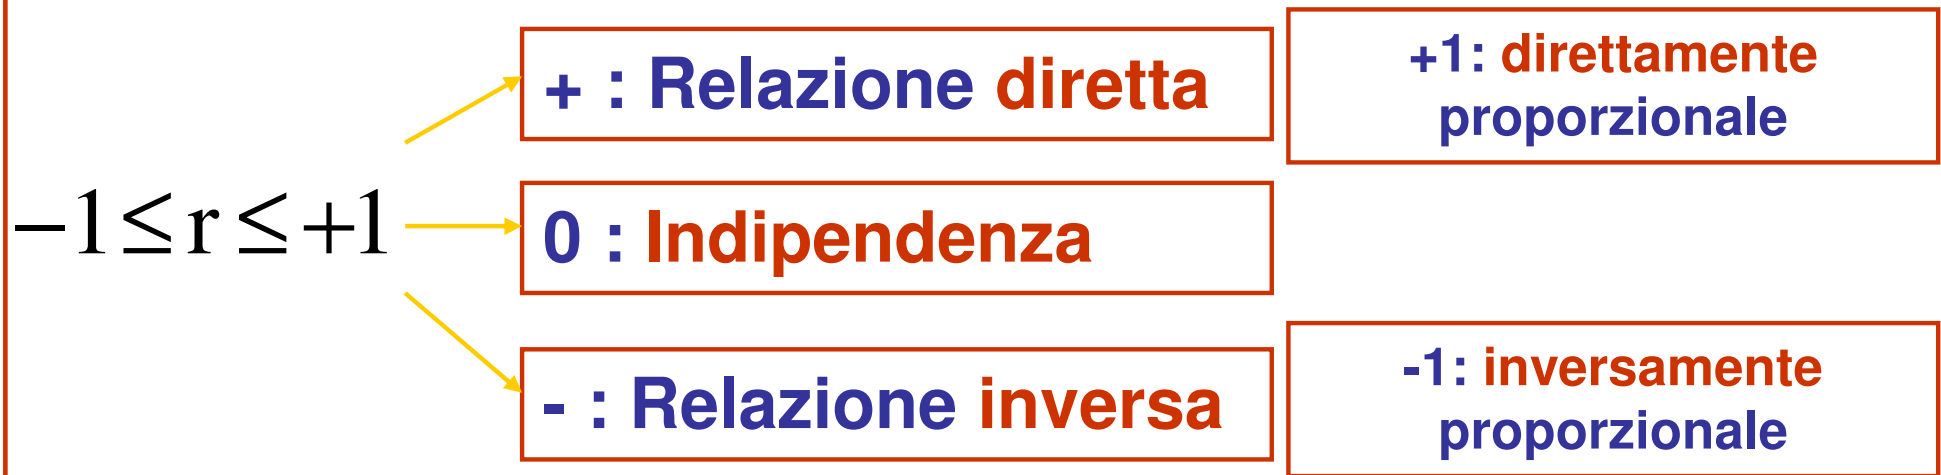 −1 ≤ r ≤ +1
+ : Relazione diretta
+1: direttamente
proporzionale
0 : Indipendenza
- : Relazione inversa
-1: inversamente
proporzionale